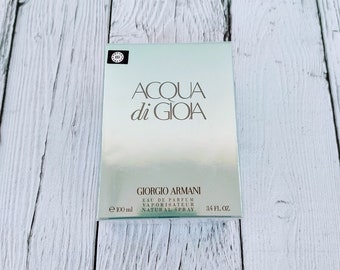 ACQUA
di GIOIA
GIORGIO ARMANI
EAU DE PARFUM
VAPORISATEUR
NATURAL SPRAY
℮ 100 ml 3.4 FL. OZ.